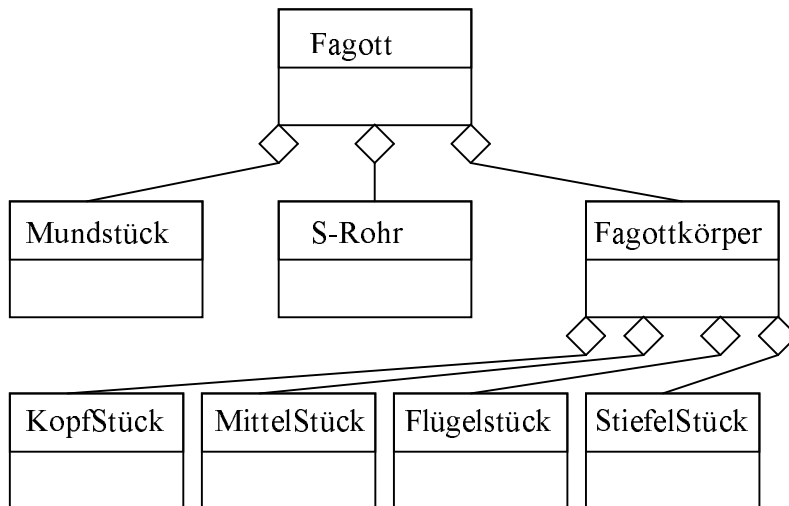 Fagott
Mundstück
S-Rohr
Fagottkörper
KopfStück
MittelStück
Flügelstück
StiefelStück